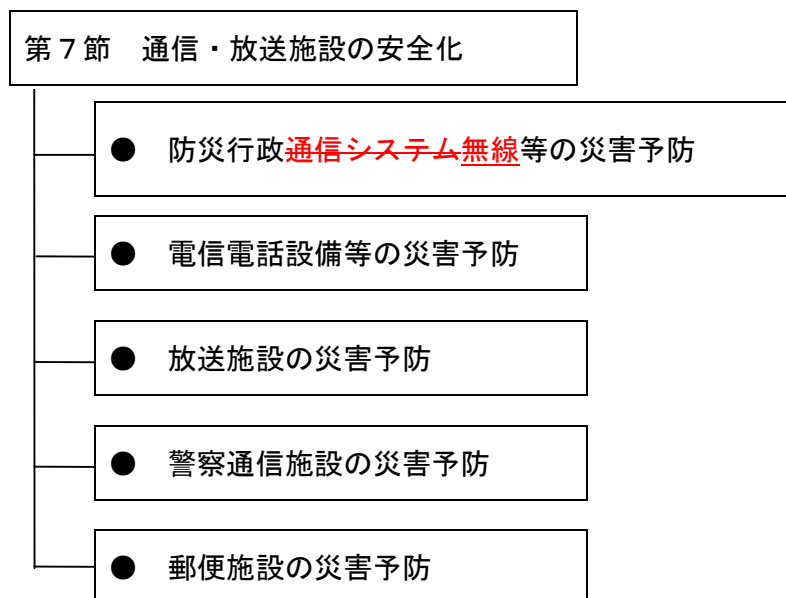 第７節　通信・放送施設の安全化
●　防災行政通信システム無線等の災害予防
●　電信電話設備等の災害予防
●　放送施設の災害予防
●　警察通信施設の災害予防
●　郵便施設の災害予防